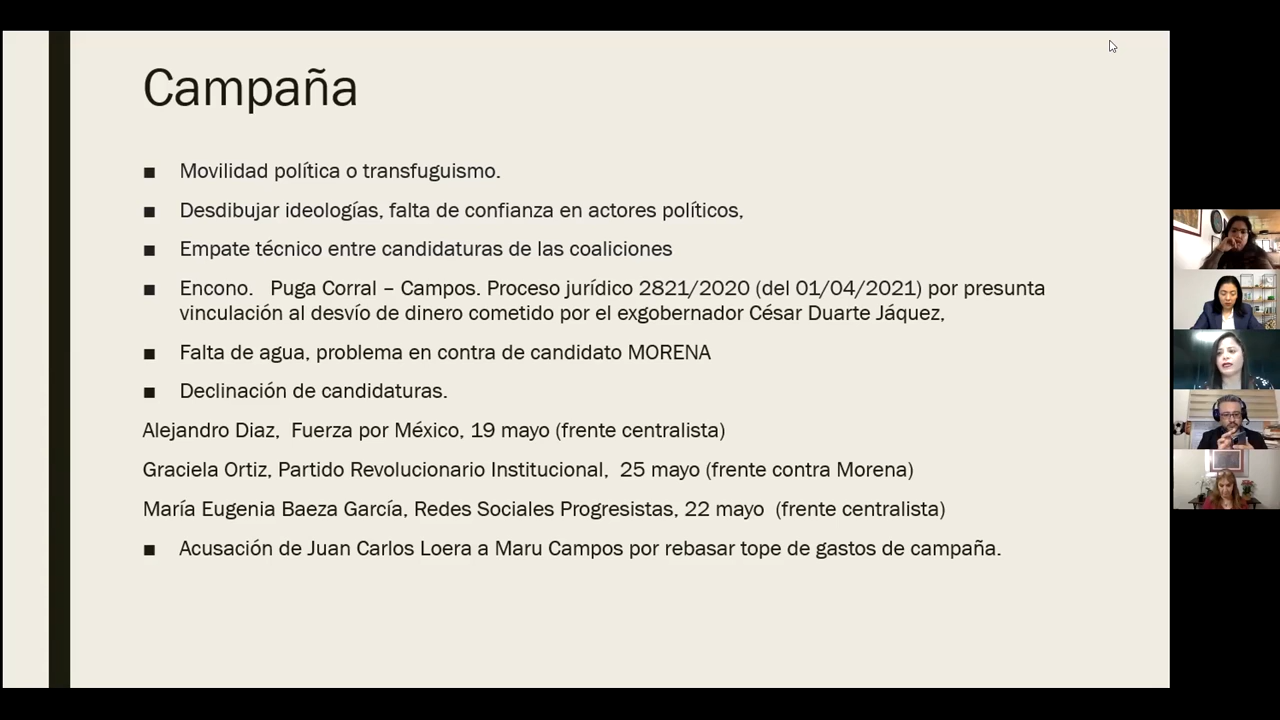 Campaña
■ Movilidad política o transfuguismo.
■ Desdibujar ideologías, falta de confianza en actores políticos,
■ Empate técnico entre candidaturas de las coaliciones
■ Encono. Puga Corral – Campos. Proceso jurídico 2821/2020 (del 01/04/2021) por presunta
vinculación al desvío de dinero cometido por el exgobernador César Duarte Jáquez,
■ Falta de agua, problema en contra de candidato MORENA
■ Declinación de candidaturas.
Alejandro Diaz, Fuerza por México, 19 mayo (frente centralista)
Graciela Ortiz, Partido Revolucionario Institucional, 25 mayo (frente contra Morena)
María Eugenia Baeza García, Redes Sociales Progresistas, 22 mayo (frente centralista)
■ Acusación de Juan Carlos Loera a Maru Campos por rebasar tope de gastos de campaña.